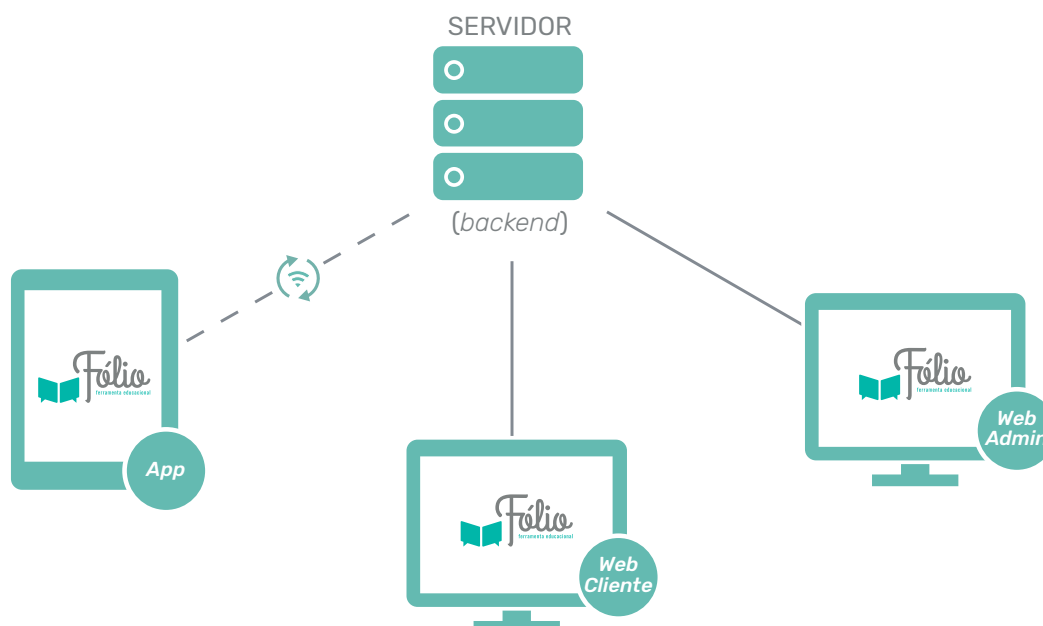 SERVIDOR
(backend)
Fólio
ferramenta educacional
App
Fólio
ferramenta educacional
Web
Admin
Fólio
ferramenta educacional
Web
Cliente